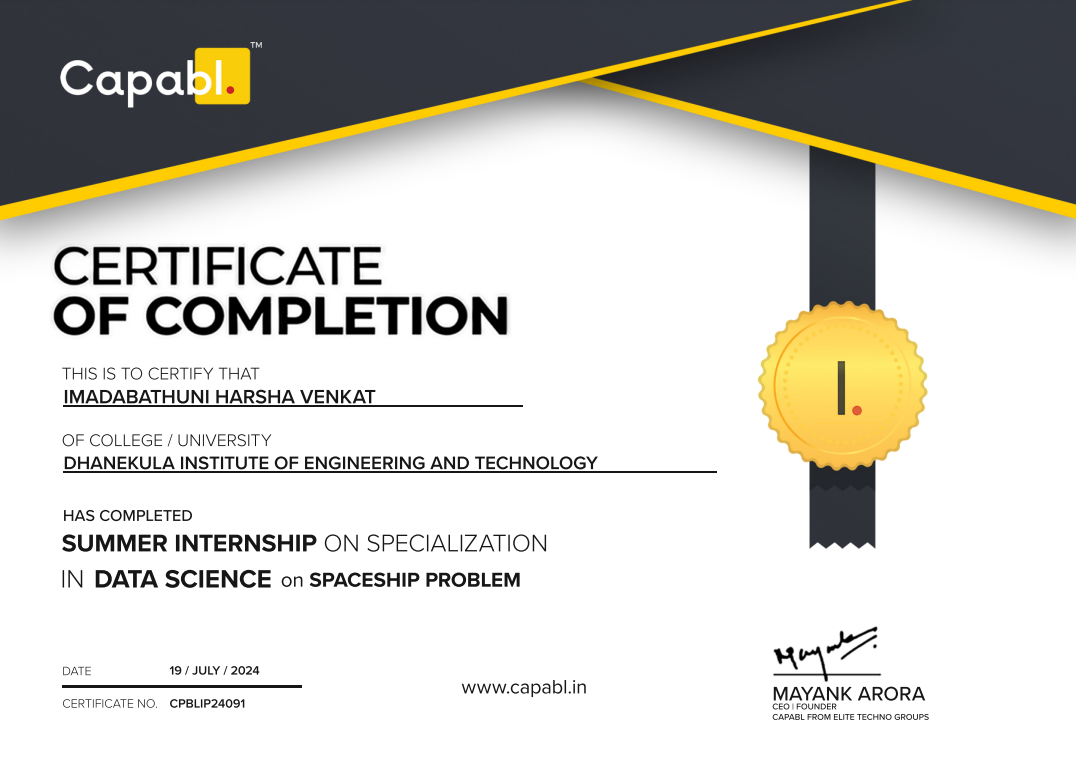 Capabl.™
CERTIFICATE
OF COMPLETION
THIS IS TO CERTIFY THAT
IMADABATHUNI HARSHA VENKAT
OF COLLEGE / UNIVERSITY
DHANEKULA INSTITUTE OF ENGINEERING AND TECHNOLOGY
HAS COMPLETED
SUMMER INTERNSHIP ON SPECIALIZATION
IN DATA SCIENCE on SPACESHIP PROBLEM
l.
DATE 19 / JULY / 2024
CERTIFICATE NO. CPBLIP24091
www.capabl.in
Mayank
MAYANK ARORA
CEO | FOUNDER
CAPABL FROM ELITE TECHNO GROUPS